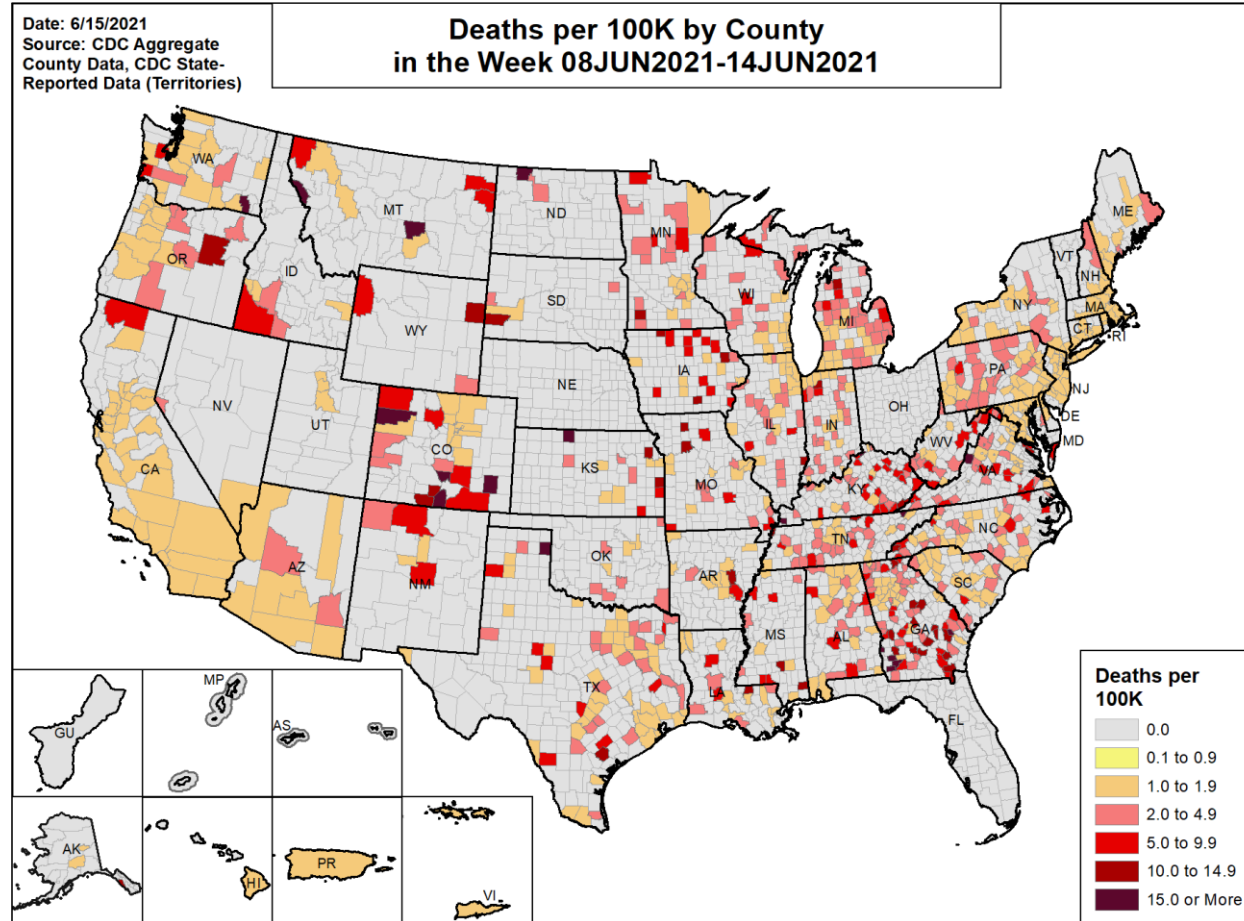 Date: 6/15/2021
Source: CDC Aggregate
County Data, CDC State-
Reported Data (Territories)
Deaths per 100K by County
in the Week 08JUN2021-14JUN2021
WA
MT
ND
MN
ME
OR
ID
SD
WI
MI
VT
NH
NY
MA
CT
RI
WY
IA
NE
PA
NJ
NV
UT
CO
IL
IN
OH
DE
MD
CA
KS
MO
WV
VA
KY
AZ
NM
OK
AR
TN
NC
SC
MS
AL
GA
TX
LA
FL
GU
MP
AS
AK
HI
PR
VI
Deaths per
100K
0.0
0.1 to 0.9
1.0 to 1.9
2.0 to 4.9
5.0 to 9.9
10.0 to 14.9
15.0 or More